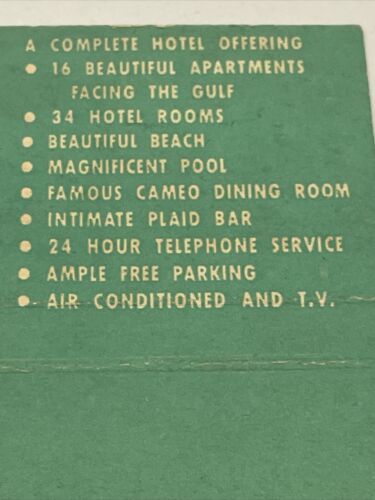 A COMPLETE HOTEL OFFERING
• 16 BEAUTIFUL APARTMENTS
FACING THE GULF
• 34 HOTEL ROOMS
• BEAUTIFUL BEACH
• MAGNIFICENT POOL
• FAMOUS CAMEO DINING ROOM
• INTIMATE PLAID BAR
• 24 HOUR TELEPHONE SERVICE
• AMPLE FREE PARKING
• AIR CONDITIONED AND T.V.